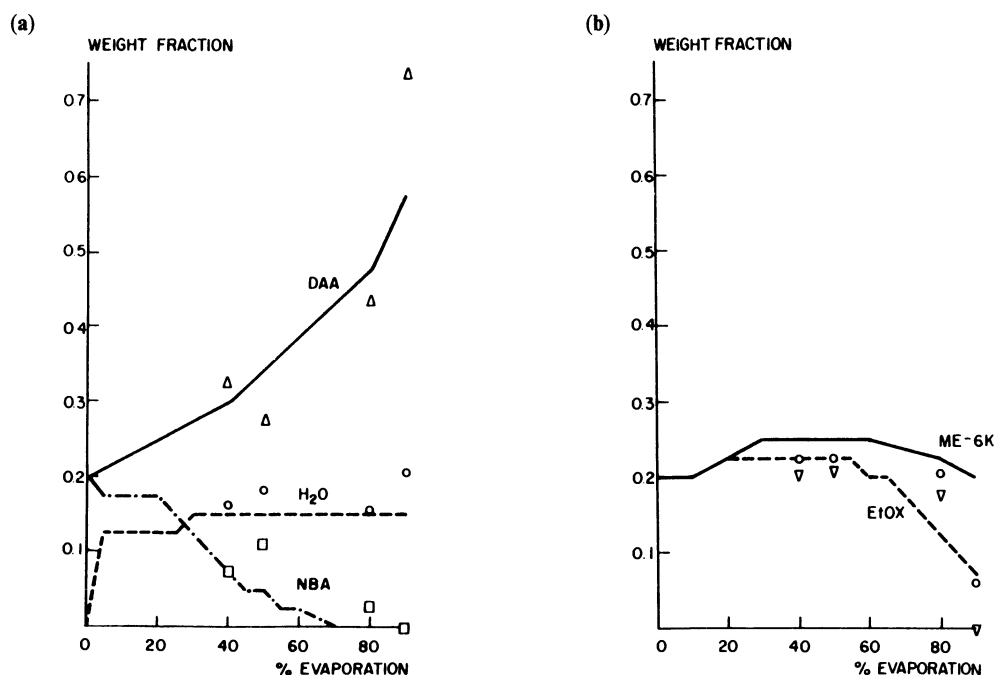 (a)
WEIGHT FRACTION
0.7
0.6
0.5
0.4
0.3
0.2
0.1
DAA
H2O
NBA
0 20 40 60 80
% EVAPORATION
(b)
WEIGHT FRACTION
0.7
0.6
0.5
0.4
0.3
0.2
0.1
ME-6K
EtOX
0 20 40 60 80
% EVAPORATION